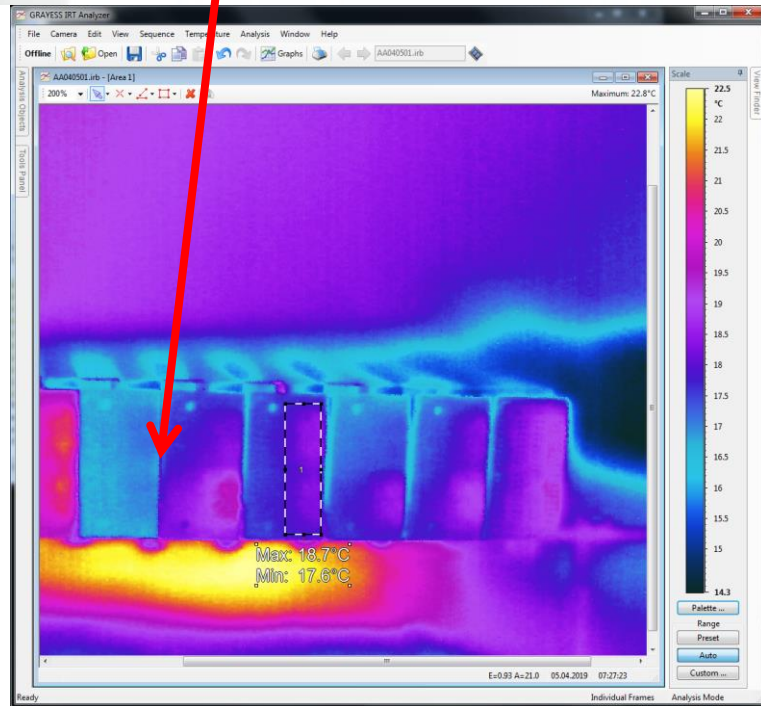 GRAYESS IRT Analyzer
File Camera Edit View Sequence Temperature Analysis Window Help
Offline Open Graphs AA040501.irb
AA040501.irb - [Area 1]
200% Maximum: 22.8°C
Analysis Objects
Tools Panel
1
Max: 18.7°C
Min: 17.6°C
E=0.93 A=21.0 05.04.2019 07:27:23
Scale
22.5
°C
22
21.5
21
20.5
20
19.5
19
18.5
18
17.5
17
16.5
16
15.5
15
14.3
Palette ...
Range
Preset
Auto
Custom ...
View Finder
Ready Individual Frames Analysis Mode